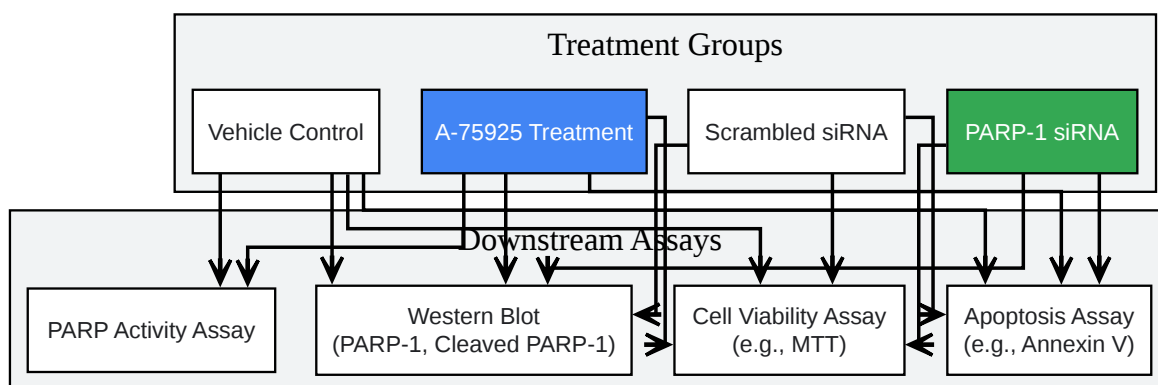 Treatment Groups
Vehicle Control
A-75925 Treatment
Scrambled siRNA
PARP-1 siRNA
Downstream Assays
PARP Activity Assay
Western Blot
(PARP-1, Cleaved PARP-1)
Cell Viability Assay
(e.g., MTT)
Apoptosis Assay
(e.g., Annexin V)